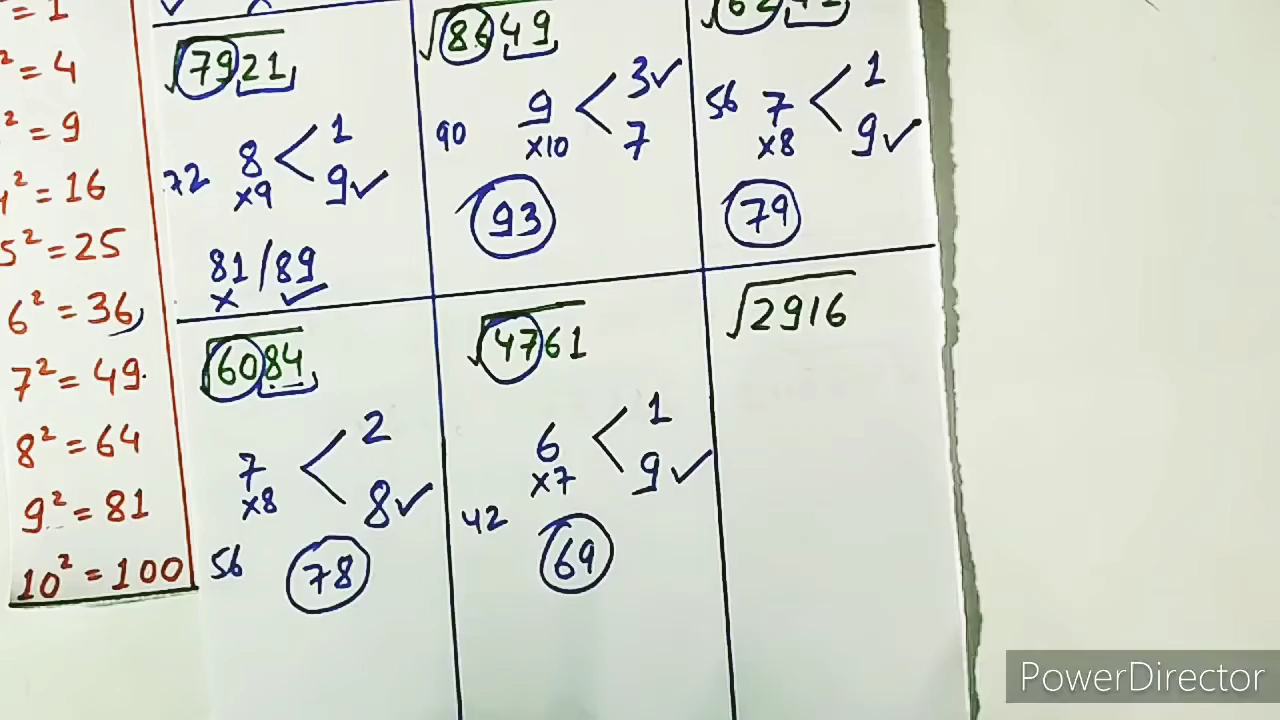 = 1
² = 4
² = 9
4² = 16
5² = 25
6² = 36
7² = 49
8² = 64
9² = 81
10² = 100
√7921
72 8 < 1
×9 9 ✓
81 / 89
× ✓
√8649
90 9 < 3 ✓
×10 7
93
√6241
56 7 < 1
×8 9 ✓
79
√6084
7 < 2
×8 8 ✓
56 78
√4761
6 < 1
×7 9 ✓
42 69
√2916
PowerDirector